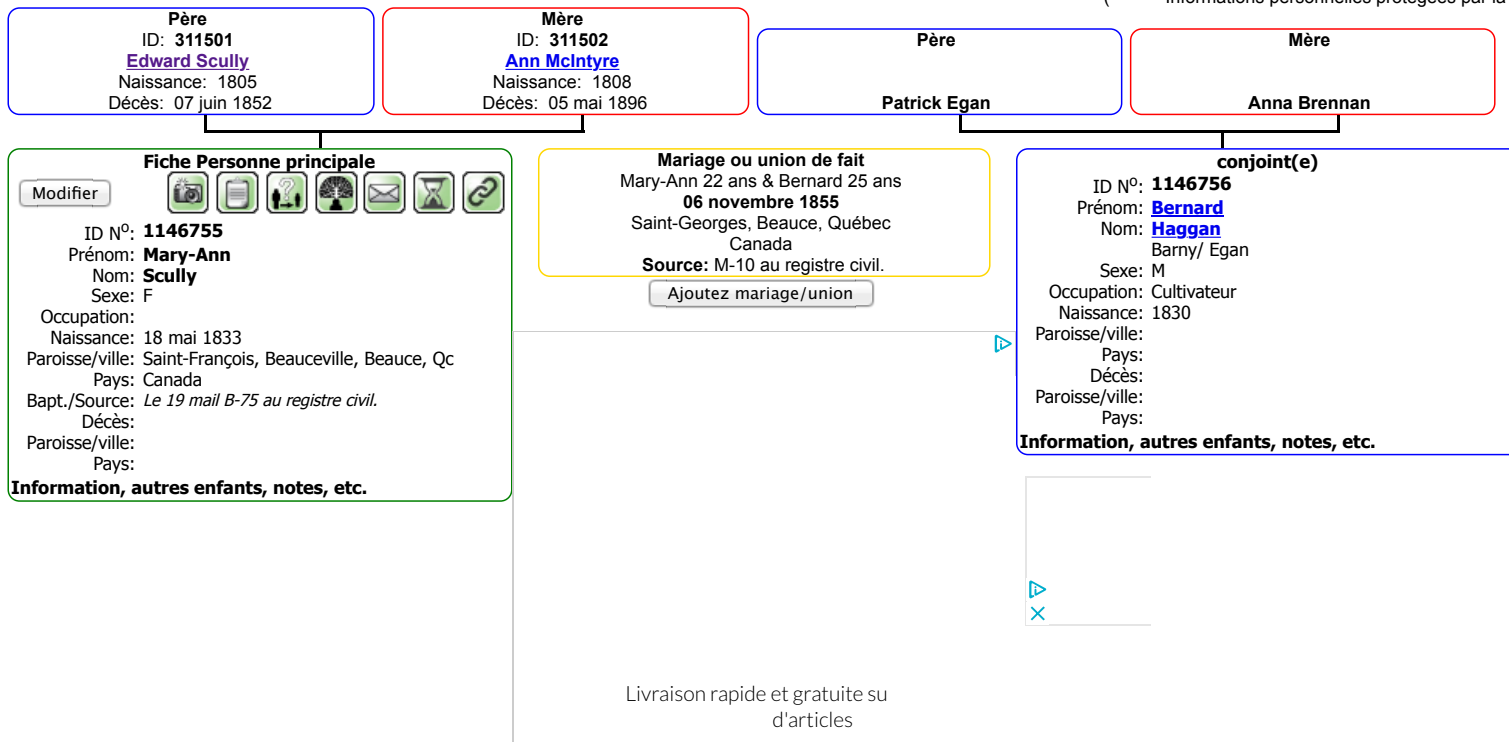 ( Informations personnelles protégées par la
Père
ID: 311501
Edward Scully
Naissance: 1805
Décès: 07 juin 1852
Mère
ID: 311502
Ann McIntyre
Naissance: 1808
Décès: 05 mai 1896
Père
Patrick Egan
Mère
Anna Brennan
Fiche Personne principale
Modifier
ID Nº: 1146755
Prénom: Mary-Ann
Nom: Scully
Sexe: F
Occupation:
Naissance: 18 mai 1833
Paroisse/ville: Saint-François, Beauceville, Beauce, Qc
Pays: Canada
Bapt./Source: Le 19 mail B-75 au registre civil.
Décès:
Paroisse/ville:
Pays:
Information, autres enfants, notes, etc.
Mariage ou union de fait
Mary-Ann 22 ans & Bernard 25 ans
06 novembre 1855
Saint-Georges, Beauce, Québec
Canada
Source: M-10 au registre civil.
Ajoutez mariage/union
conjoint(e)
ID Nº: 1146756
Prénom: Bernard
Nom: Haggan
Barny/ Egan
Sexe: M
Occupation: Cultivateur
Naissance: 1830
Paroisse/ville:
Pays:
Décès:
Paroisse/ville:
Pays:
Information, autres enfants, notes, etc.
Livraison rapide et gratuite su
d'articles